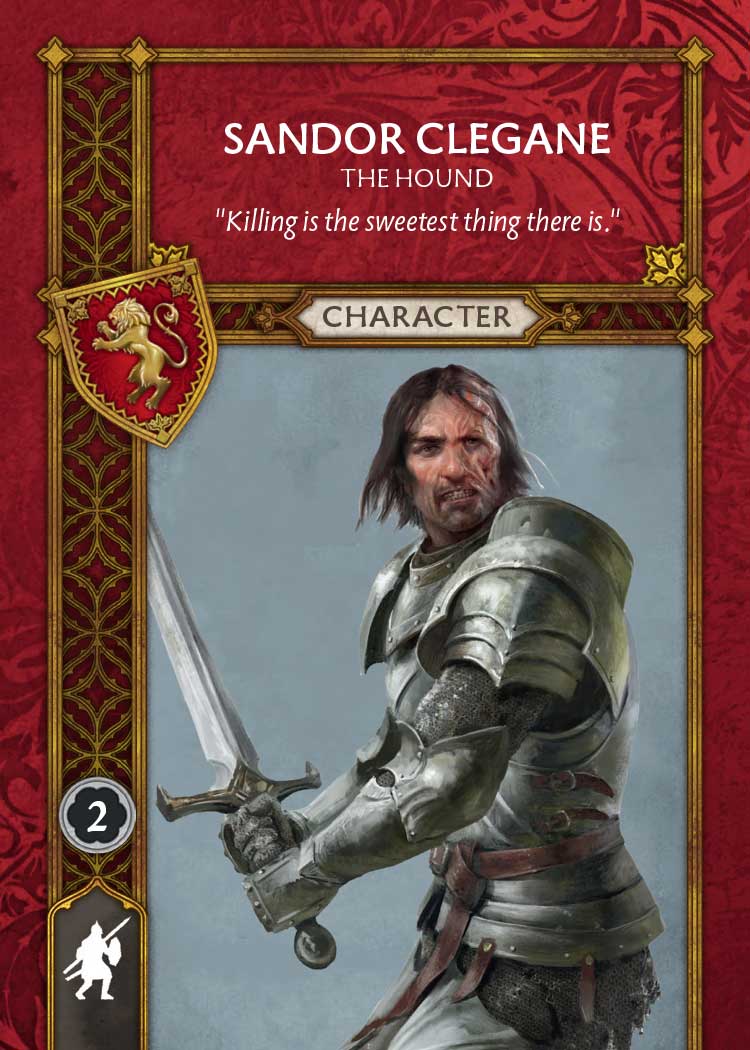 SANDOR CLEGANE
THE HOUND
"Killing is the sweetest thing there is."
CHARACTER
2